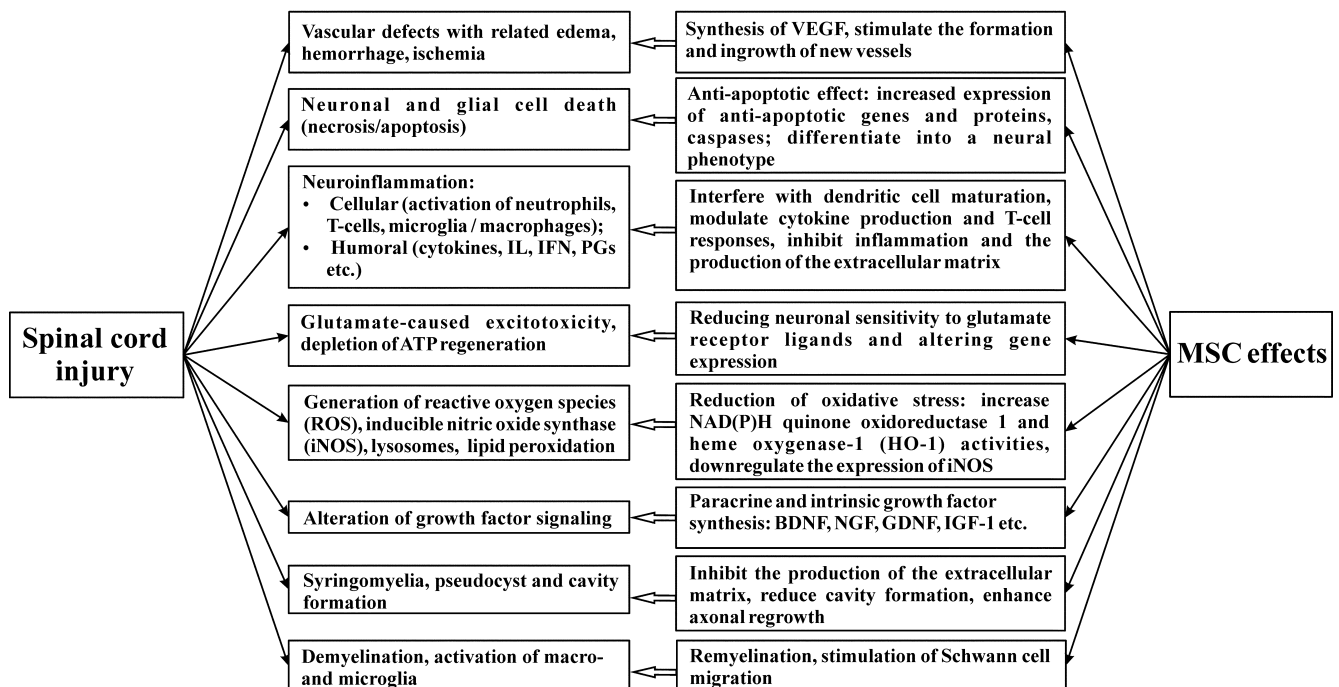 Spinal cord
injury
Vascular defects with related edema,
hemorrhage, ischemia
Neuronal and glial cell death
(necrosis/apoptosis)
Neuroinflammation:
• Cellular (activation of neutrophils,
T-cells, microglia / macrophages);
• Humoral (cytokines, IL, IFN, PGs
etc.)
Glutamate-caused excitotoxicity,
depletion of ATP regeneration
Generation of reactive oxygen species
(ROS), inducible nitric oxide synthase
(iNOS), lysosomes, lipid peroxidation
Alteration of growth factor signaling
Syringomyelia, pseudocyst and cavity
formation
Demyelination, activation of macro-
and microglia
Synthesis of VEGF, stimulate the formation
and ingrowth of new vessels
Anti-apoptotic effect: increased expression
of anti-apoptotic genes and proteins,
caspases; differentiate into a neural
phenotype
Interfere with dendritic cell maturation,
modulate cytokine production and T-cell
responses, inhibit inflammation and the
production of the extracellular matrix
Reducing neuronal sensitivity to glutamate
receptor ligands and altering gene
expression
Reduction of oxidative stress: increase
NAD(P)H quinone oxidoreductase 1 and
heme oxygenase-1 (HO-1) activities,
downregulate the expression of iNOS
Paracrine and intrinsic growth factor
synthesis: BDNF, NGF, GDNF, IGF-1 etc.
Inhibit the production of the extracellular
matrix, reduce cavity formation, enhance
axonal regrowth
Remyelination, stimulation of Schwann cell
migration
MSC effects